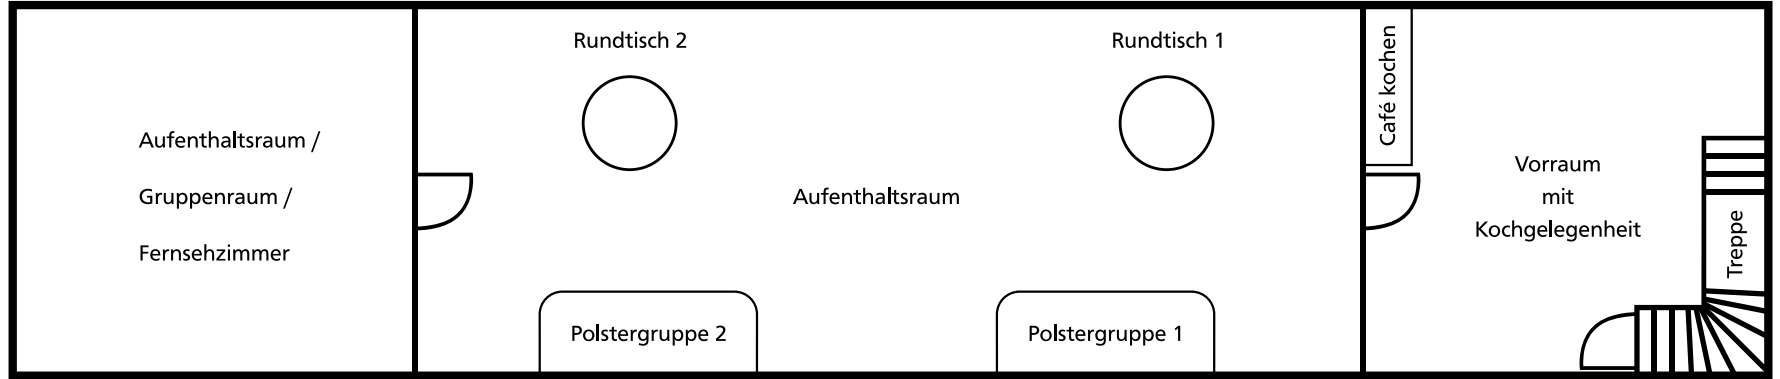 Aufenthaltsraum /
Gruppenraum /
Fernsehzimmer
Rundtisch 2
Rundtisch 1
Aufenthaltsraum
Polstergruppe 2
Polstergruppe 1
Café kochen
Vorraum
mit
Kochgelegenheit
Treppe